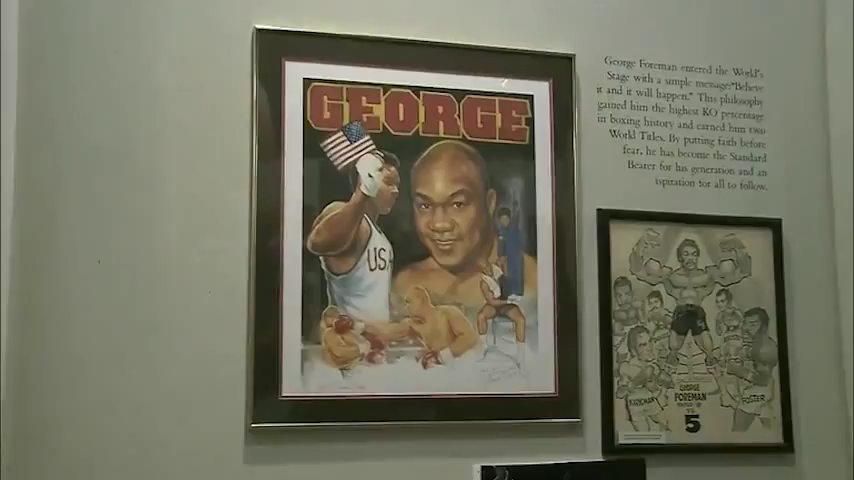 GEORGE
USA
George Foreman entered the World's
Stage with a simple message:"Believe
it and it will happen." This philosophy
gained him the highest KO percentage
in boxing history and earned him two
World Titles. By putting faith before
fear, he has become the Standard
Bearer for his generation and an
spiration for all to follow.
GEORGE
FOREMAN
VS.
5
FOSTER